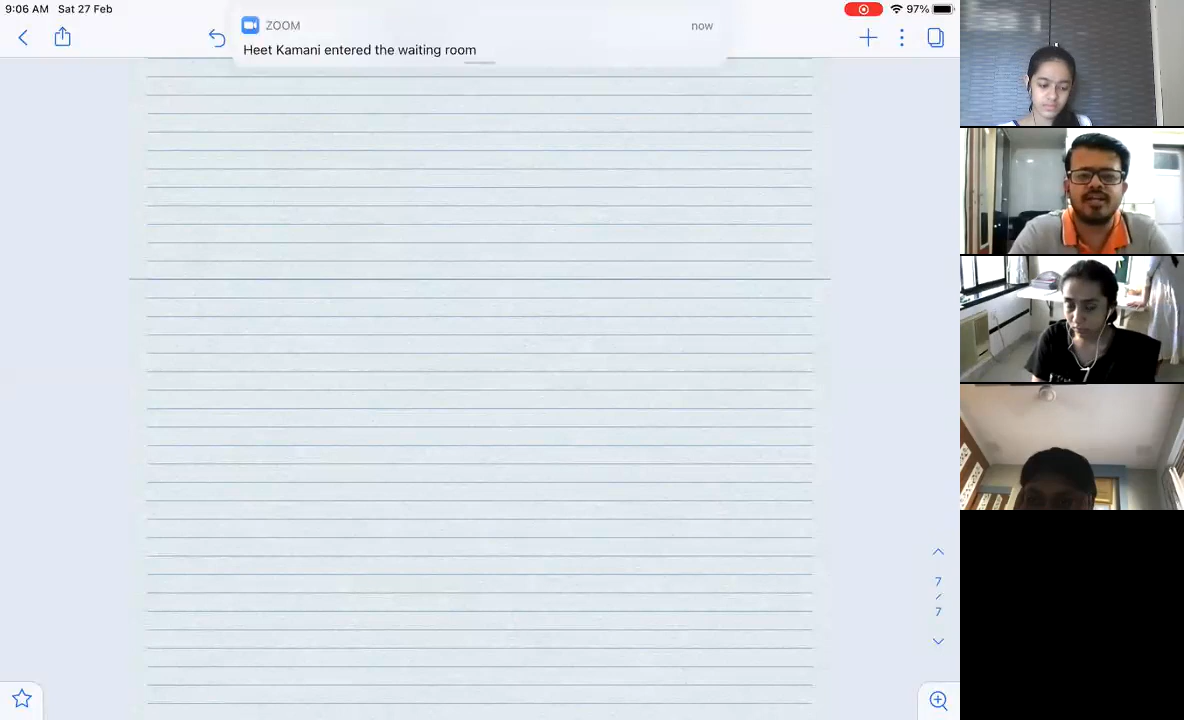 9:06 AM Sat 27 Feb
97%
ZOOM
now
Heet Kamani entered the waiting room
7
/
7